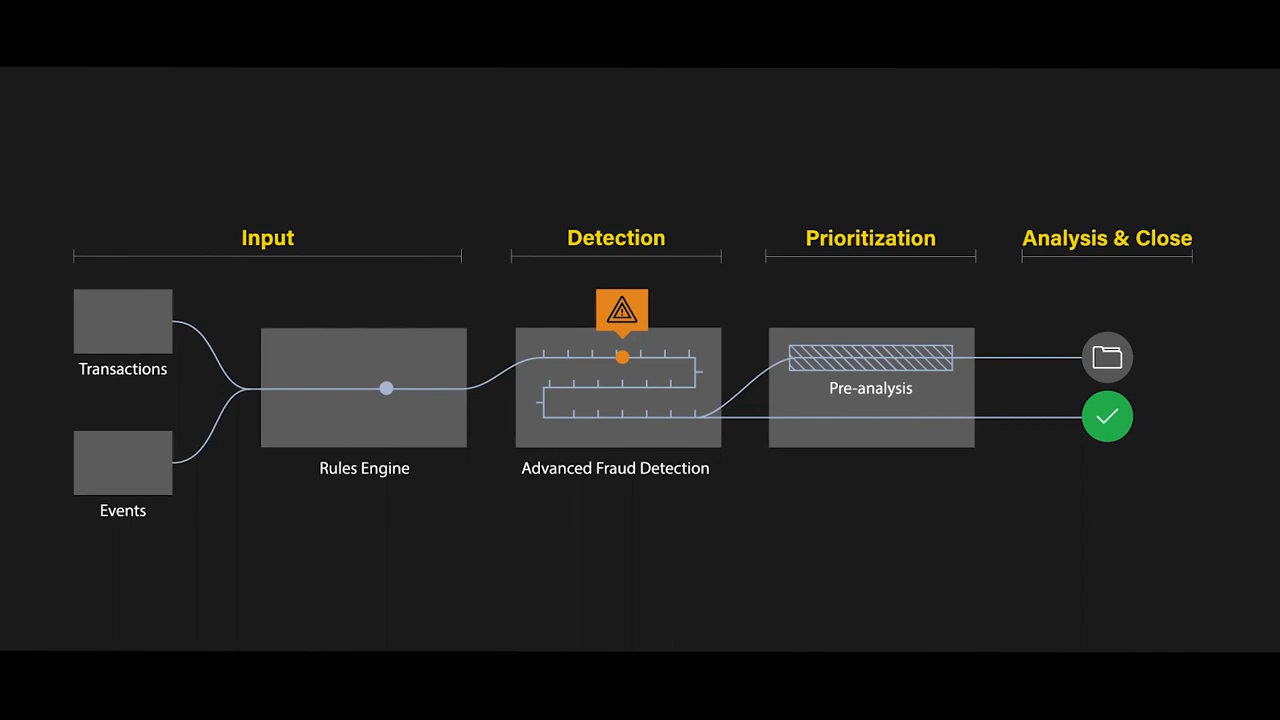 Input
Detection
Prioritization
Analysis & Close
Transactions
Events
Rules Engine
Advanced Fraud Detection
Pre-analysis